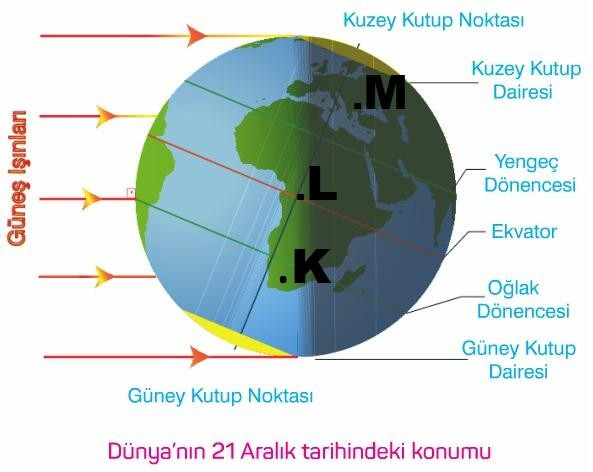 Kuzey Kutup Noktası
Kuzey Kutup
Dairesi
.M
Güneş Işınları
Yengeç
Dönencesi
.L
Ekvator
.K
Oğlak
Dönencesi
Güney Kutup
Dairesi
Güney Kutup Noktası
Dünya'nın 21 Aralık tarihindeki konumu